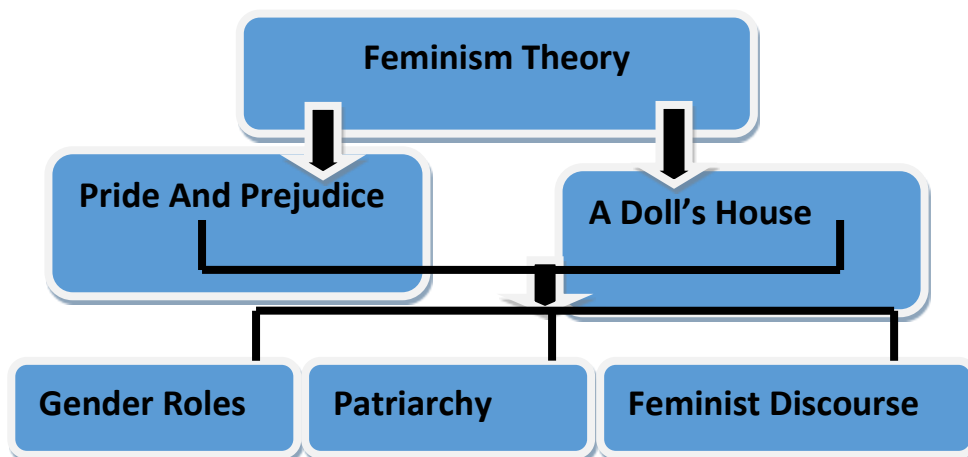 Feminism Theory
Pride And Prejudice
A Doll’s House
Gender Roles
Patriarchy
Feminist Discourse